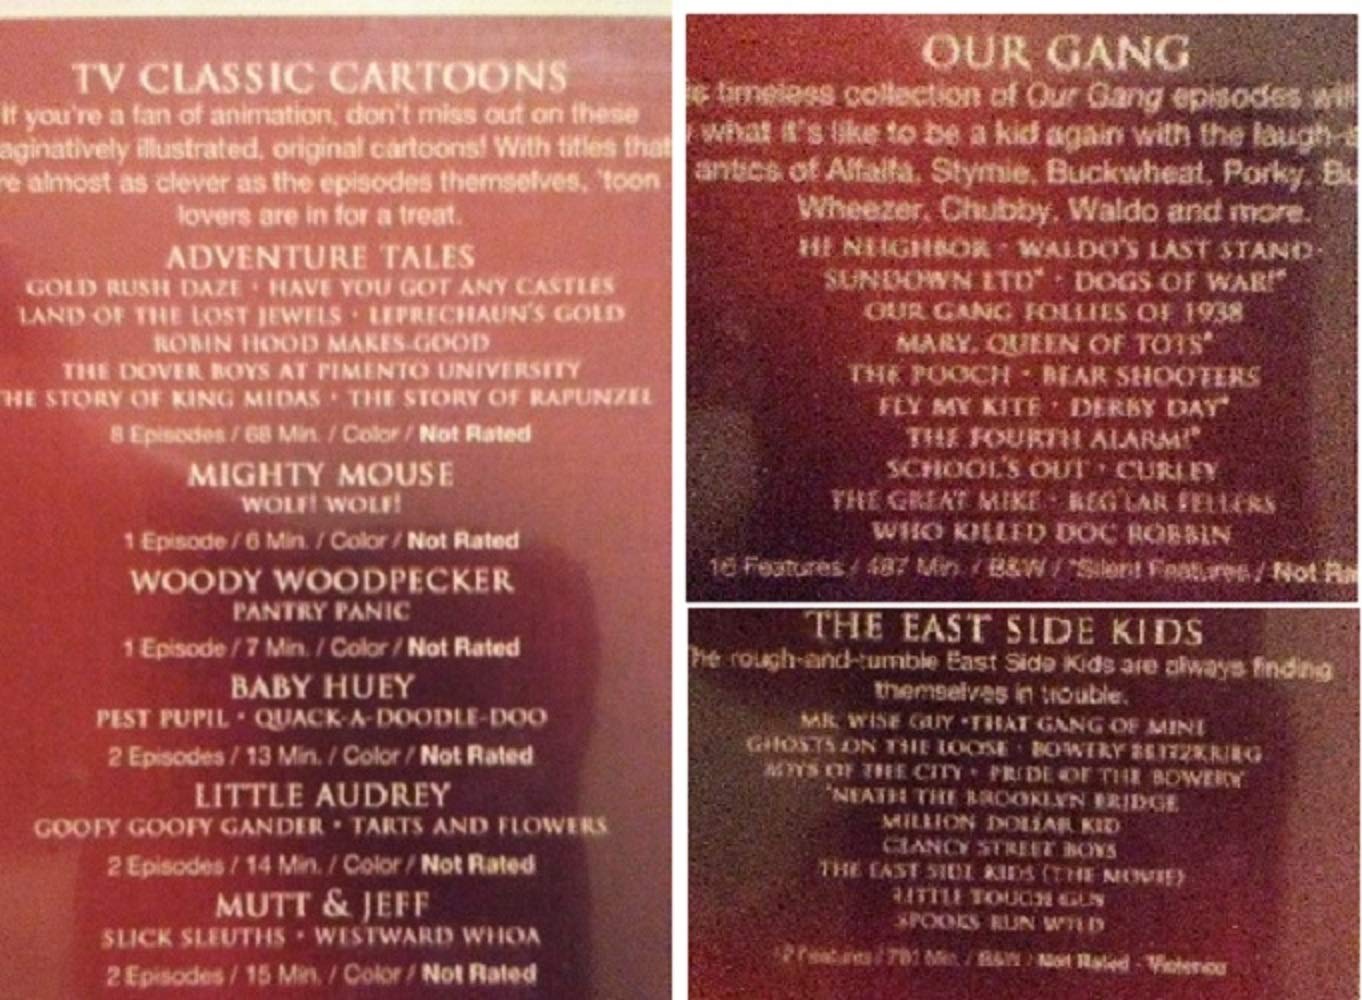 TV CLASSIC CARTOONS
If you're a fan of animation, don't miss out on these
aginatively illustrated, original cartoons! With titles that
re almost as clever as the episodes themselves, 'toon
lovers are in for a treat.
ADVENTURE TALES
GOLD RUSH DAZE • HAVE YOU GOT ANY CASTLES
LAND OF THE LOST JEWELS • LEPRECHAUN'S GOLD
ROBIN HOOD MAKES GOOD
THE DOVER BOYS AT PIMENTO UNIVERSITY
THE STORY OF KING MIDAS • THE STORY OF RAPUNZEL
8 Episodes / 68 Min. / Color / Not Rated
MIGHTY MOUSE
WOLF! WOLF!
1 Episode / 6 Min. / Color / Not Rated
WOODY WOODPECKER
PANTRY PANIC
1 Episode / 7 Min. / Color / Not Rated
BABY HUEY
PEST PUPIL • QUACK-A-DOODLE-DOO
2 Episodes / 13 Min. / Color / Not Rated
LITTLE AUDREY
GOOFY GOOFY GANDER • TARTS AND FLOWERS
2 Episodes / 14 Min. / Color / Not Rated
MUTT & JEFF
SLICK SLEUTHS • WESTWARD WHOA
2 Episodes / 15 Min. / Color / Not Rated
OUR GANG
is timeless collection of Our Gang episodes will
what it's like to be a kid again with the laugh-a
antics of Alfalfa, Stymie, Buckwheat, Porky, Bu
Wheezer, Chubby, Waldo and more.
HI NEIGHBOR • WALDO'S LAST STAND •
SUNDOWN LTD* • DOGS OF WAR!*
OUR GANG FOLLIES OF 1938
MARY, QUEEN OF TOTS*
THE POOCH • BEAR SHOOTERS
FLY MY KITE • DERBY DAY*
THE FOURTH ALARM!*
SCHOOL'S OUT • CURLEY
THE GREAT MIKE • REG'LAR FELLERS
WHO KILLED DOC ROBBIN
16 Features / 487 Min. / B&W / *Silent Features / Not Ra
THE EAST SIDE KIDS
The rough-and-tumble East Side Kids are always finding
themselves in trouble.
MR. WISE GUY • THAT GANG OF MINE
GHOSTS ON THE LOOSE • BOWERY BLITZKRIEG
BOYS OF THE CITY • PRIDE OF THE BOWERY
'NEATH THE BROOKLYN BRIDGE
MILLION DOLLAR KID
CLANCY STREET BOYS
THE EAST SIDE KIDS (THE MOVIE)
LITTLE TOUGH GUY
SPOOKS RUN WILD
12 Features / 781 Min. / B&W / Not Rated - Violence